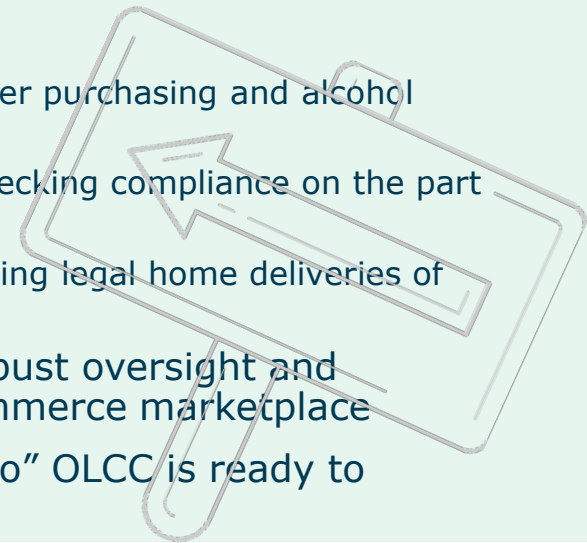 er purchasing and alcohol
ecking compliance on the part
ing legal home deliveries of
bust oversight and
mmerce marketplace
o” OLCC is ready to